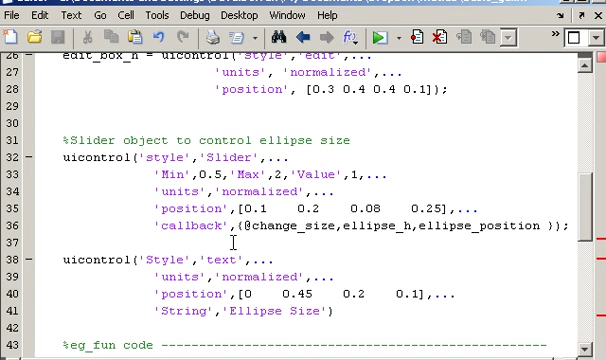 File Edit Text Go Cell Tools Debug Desktop Window Help
26 - edit_box_h = uicontrol('style','edit',...
27 'units', 'normalized',...
28 'position', [0.3 0.4 0.4 0.1]);
29
30
31 %Slider object to control ellipse size
32 - uicontrol('style','Slider',...
33 'Min',0.5,'Max',2,'Value',1,...
34 'units','normalized',...
35 'position',[0.1 0.2 0.08 0.25],...
36 'callback',{@change_size,ellipse_h,ellipse_position });
37
38 - uicontrol('Style','text',...
39 'units','normalized',...
40 'position',[0 0.45 0.2 0.1],...
41 'String','Ellipse Size')
42
43 %eg_fun code --------------------------------------------------